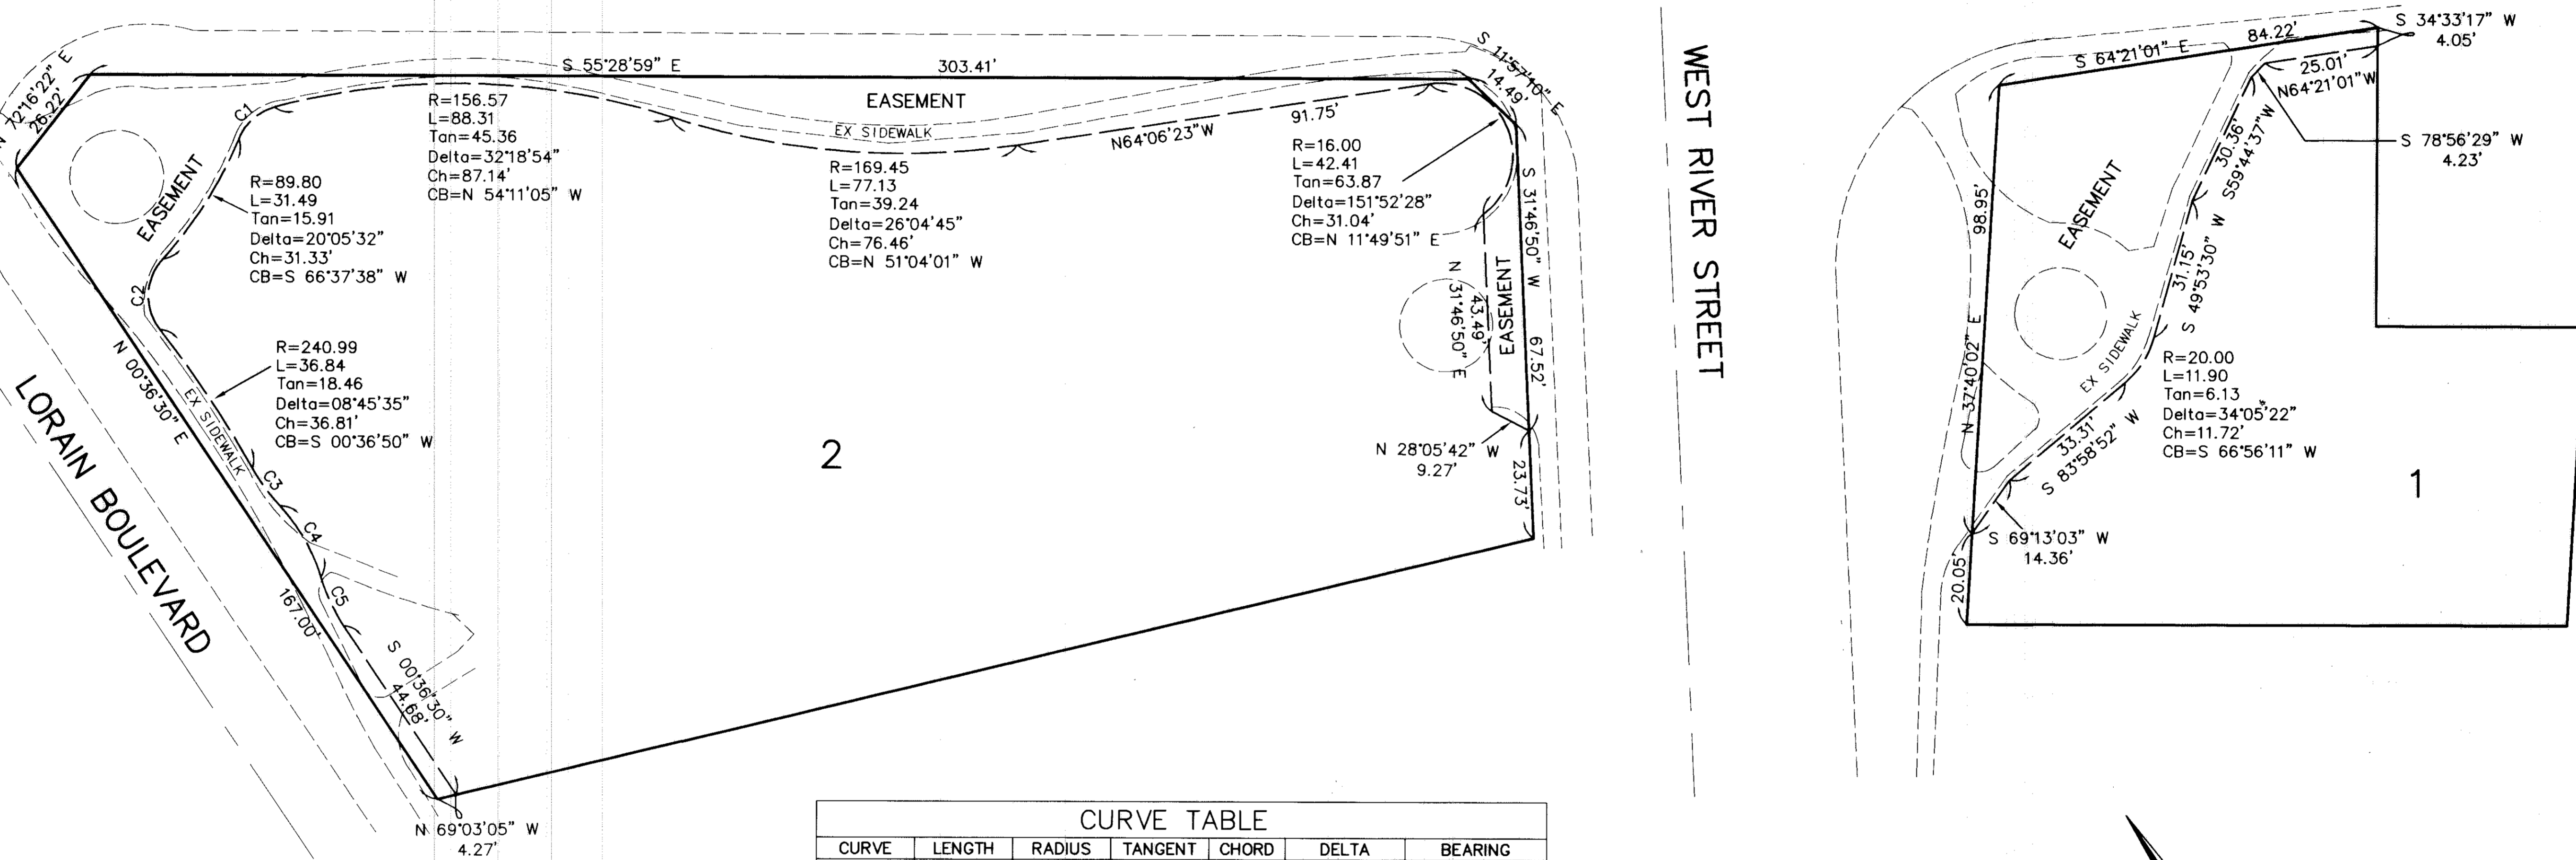 N 72°16'22" E
26.22'
S 55°28'59" E
303.41'
S 11°57'10" E
14.49'
EASEMENT
EX SIDEWALK
C1
R=156.57
L=88.31
Tan=45.36
Delta=32°18'54"
Ch=87.14'
CB=N 54°11'05" W
EASEMENT
R=89.80
L=31.49
Tan=15.91
Delta=20°05'32"
Ch=31.33'
CB=S 66°37'38" W
R=169.45
L=77.13
Tan=39.24
Delta=26°04'45"
Ch=76.46'
CB=N 51°04'01" W
N64°06'23"W
91.75'
R=16.00
L=42.41
Tan=63.87
Delta=151°52'28"
Ch=31.04'
CB=N 11°49'51" E
S 31°46'50" W
67.52'
EASEMENT
N 31°46'50" E
43.49'
N 28°05'42" W
9.27'
23.73'
C2
R=240.99
L=36.84
Tan=18.46
Delta=08°45'35"
Ch=36.81'
CB=S 00°36'50" W
N 00°36'30" E
167.00'
EX SIDEWALK
C3
C4
C5
S 00°36'30" W
44.68'
N 69°03'05" W
4.27'
LORAIN BOULEVARD
2
WEST RIVER STREET
S 34°33'17" W
4.05'
84.22'
S 64°21'01" E
25.01'
N64°21'01"W
S 78°56'29" W
4.23'
30.36'
S59°44'37"W
EASEMENT
98.95'
N 37°40'02" E
31.15'
S 49°53'30" W
EX SIDEWALK
R=20.00
L=11.90
Tan=6.13
Delta=34°05'22"
Ch=11.72'
CB=S 66°56'11" W
33.31'
S 83°58'52" W
S 69°13'03" W
14.36'
20.05'
1
CURVE TABLE
CURVE LENGTH RADIUS TANGENT CHORD DELTA BEARING